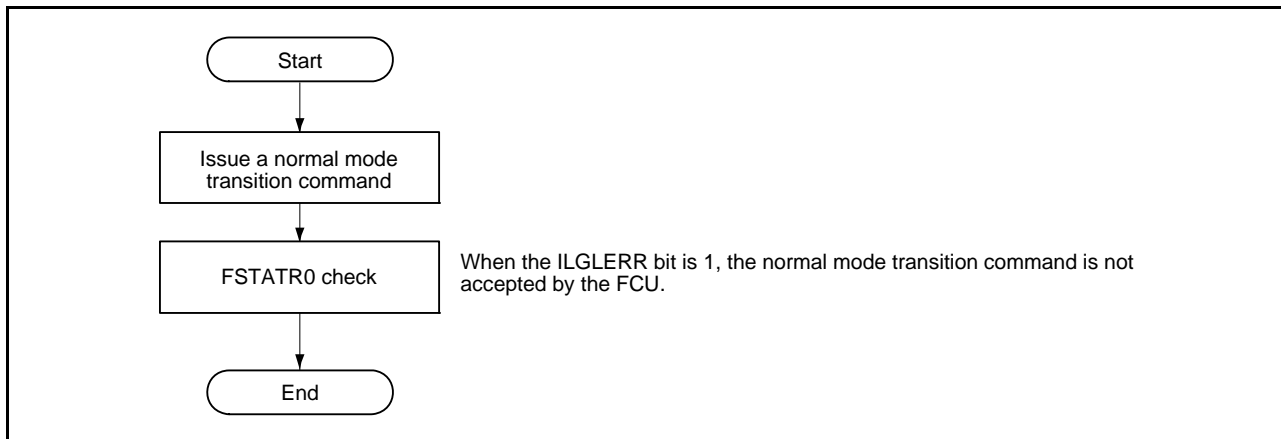 Start
Issue a normal mode
transition command
FSTATR0 check
When the ILGLERR bit is 1, the normal mode transition command is not
accepted by the FCU.
End